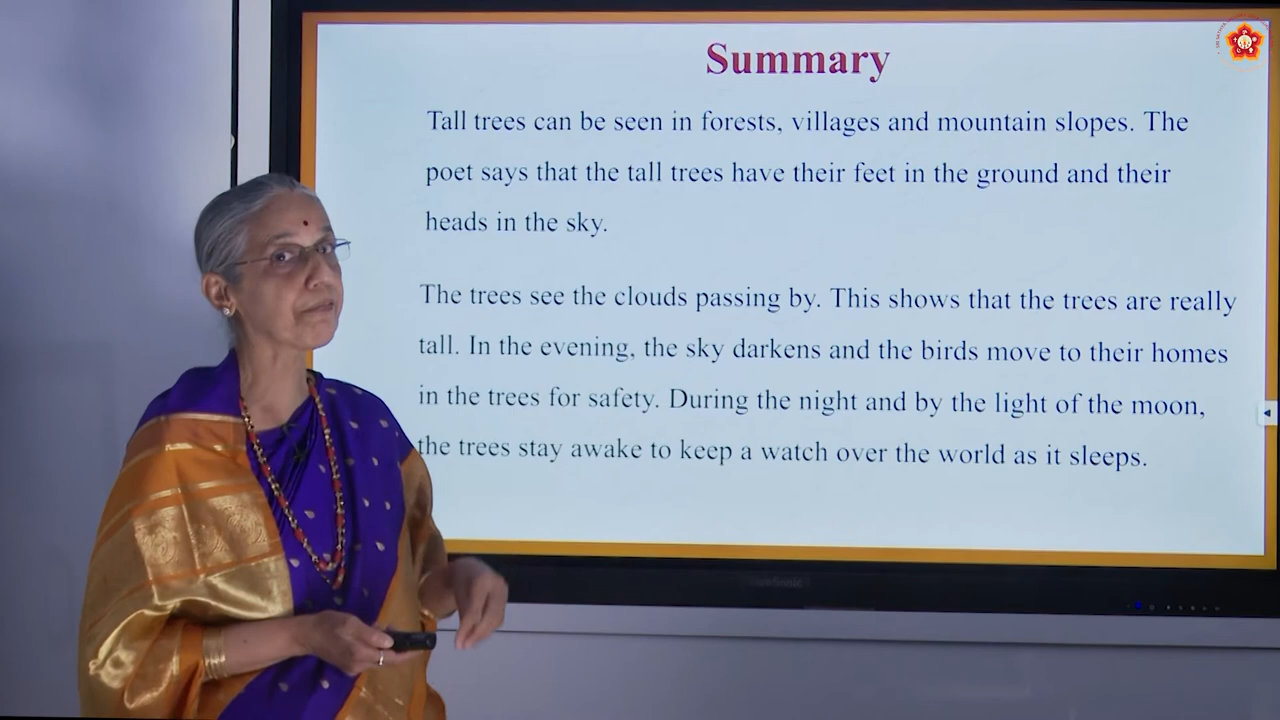 Summary
Tall trees can be seen in forests, villages and mountain slopes. The
poet says that the tall trees have their feet in the ground and their
heads in the sky.
The trees see the clouds passing by. This shows that the trees are really
tall. In the evening, the sky darkens and the birds move to their homes
in the trees for safety. During the night and by the light of the moon,
the trees stay awake to keep a watch over the world as it sleeps.
ViewSonic